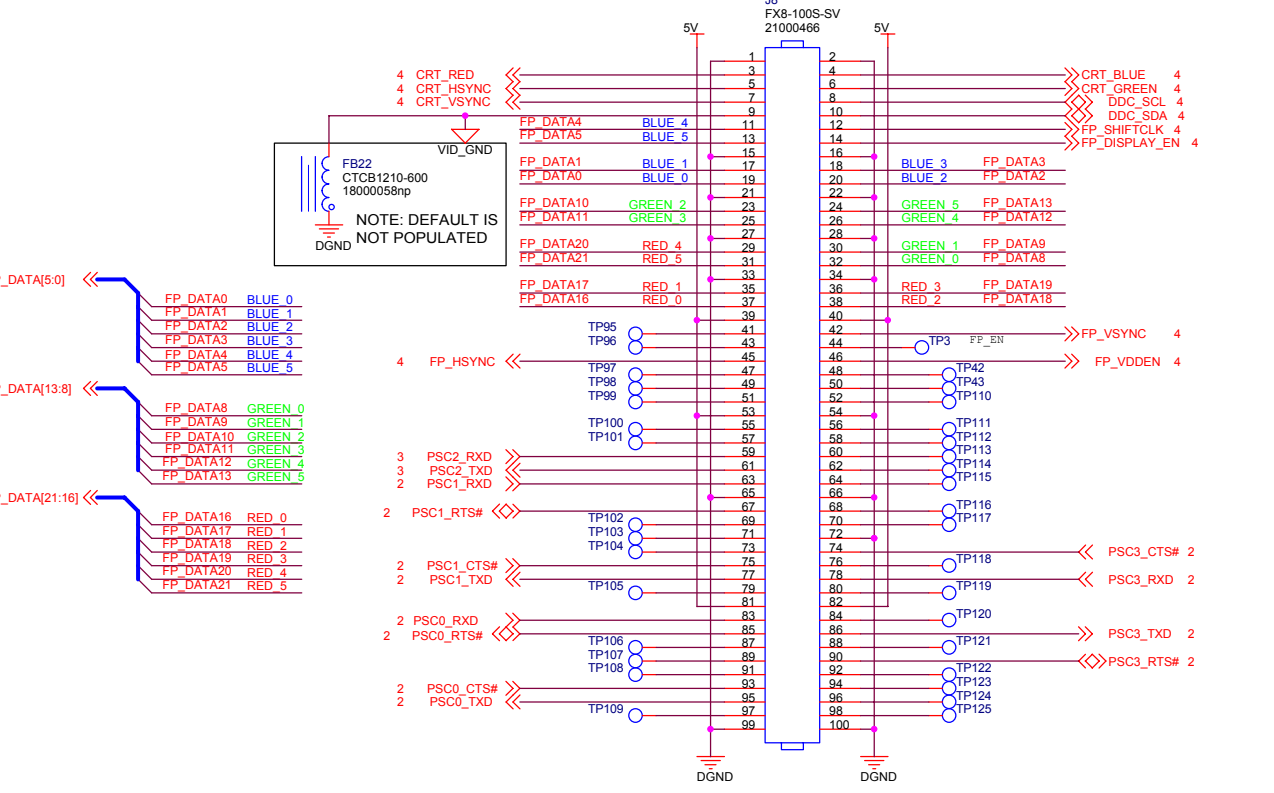 J8
FX8-100S-SV
21000466
5V 5V
1 2
4 CRT_RED 3 4 CRT_BLUE 4
4 CRT_HSYNC 5 6 CRT_GREEN 4
4 CRT_VSYNC 7 8 DDC_SCL 4
9 10 DDC_SDA 4
FP_DATA4 BLUE_4 11 12 FP_SHIFTCLK 4
FP_DATA5 BLUE_5 13 14 FP_DISPLAY_EN 4
VID_GND
15 16
FB22
CTCB1210-600
18000058np
NOTE: DEFAULT IS
NOT POPULATED
DGND
FP_DATA1 BLUE_1 17 18 BLUE_3 FP_DATA3
FP_DATA0 BLUE_0 19 20 BLUE_2 FP_DATA2
21 22
FP_DATA10 GREEN_2 23 24 GREEN_5 FP_DATA13
FP_DATA11 GREEN_3 25 26 GREEN_4 FP_DATA12
27 28
FP_DATA20 RED_4 29 30 GREEN_1 FP_DATA9
FP_DATA21 RED_5 31 32 GREEN_0 FP_DATA8
33 34
FP_DATA17 RED_1 35 36 RED_3 FP_DATA19
FP_DATA16 RED_0 37 38 RED_2 FP_DATA18
39 40
TP95 41 42 FP_VSYNC 4
TP96 43 44 TP3 FP_EN
4 FP_HSYNC 45 46 FP_VDDEN 4
TP97 47 48 TP42
TP98 49 50 TP43
TP99 51 52 TP110
53 54
TP100 55 56 TP111
TP101 57 58 TP112
3 PSC2_RXD 59 60 TP113
3 PSC2_TXD 61 62 TP114
2 PSC1_RXD 63 64 TP115
65 66
2 PSC1_RTS# 67 68 TP116
TP102 69 70 TP117
TP103 71 72
TP104 73 74 PSC3_CTS# 2
2 PSC1_CTS# 75 76 TP118
2 PSC1_TXD 77 78 PSC3_RXD 2
TP105 79 80 TP119
81 82
2 PSC0_RXD 83 84 TP120
2 PSC0_RTS# 85 86 PSC3_TXD 2
TP106 87 88 TP121
TP107 89 90 PSC3_RTS# 2
TP108 91 92 TP122
2 PSC0_CTS# 93 94 TP123
2 PSC0_TXD 95 96 TP124
TP109 97 98 TP125
99 100
DGND DGND
P_DATA[5:0]
FP_DATA0 BLUE_0
FP_DATA1 BLUE_1
FP_DATA2 BLUE_2
FP_DATA3 BLUE_3
FP_DATA4 BLUE_4
FP_DATA5 BLUE_5
P_DATA[13:8]
FP_DATA8 GREEN_0
FP_DATA9 GREEN_1
FP_DATA10 GREEN_2
FP_DATA11 GREEN_3
FP_DATA12 GREEN_4
FP_DATA13 GREEN_5
P_DATA[21:16]
FP_DATA16 RED_0
FP_DATA17 RED_1
FP_DATA18 RED_2
FP_DATA19 RED_3
FP_DATA20 RED_4
FP_DATA21 RED_5